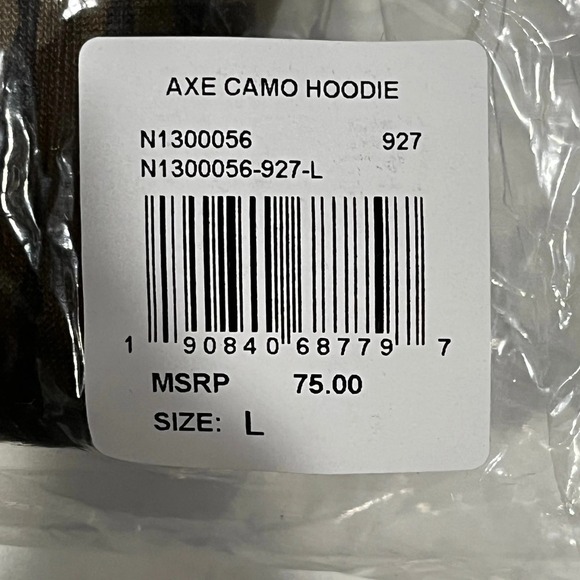 AXE CAMO HOODIE
N1300056 927
N1300056-927-L
1 90840 68779 7
MSRP 75.00
SIZE: L